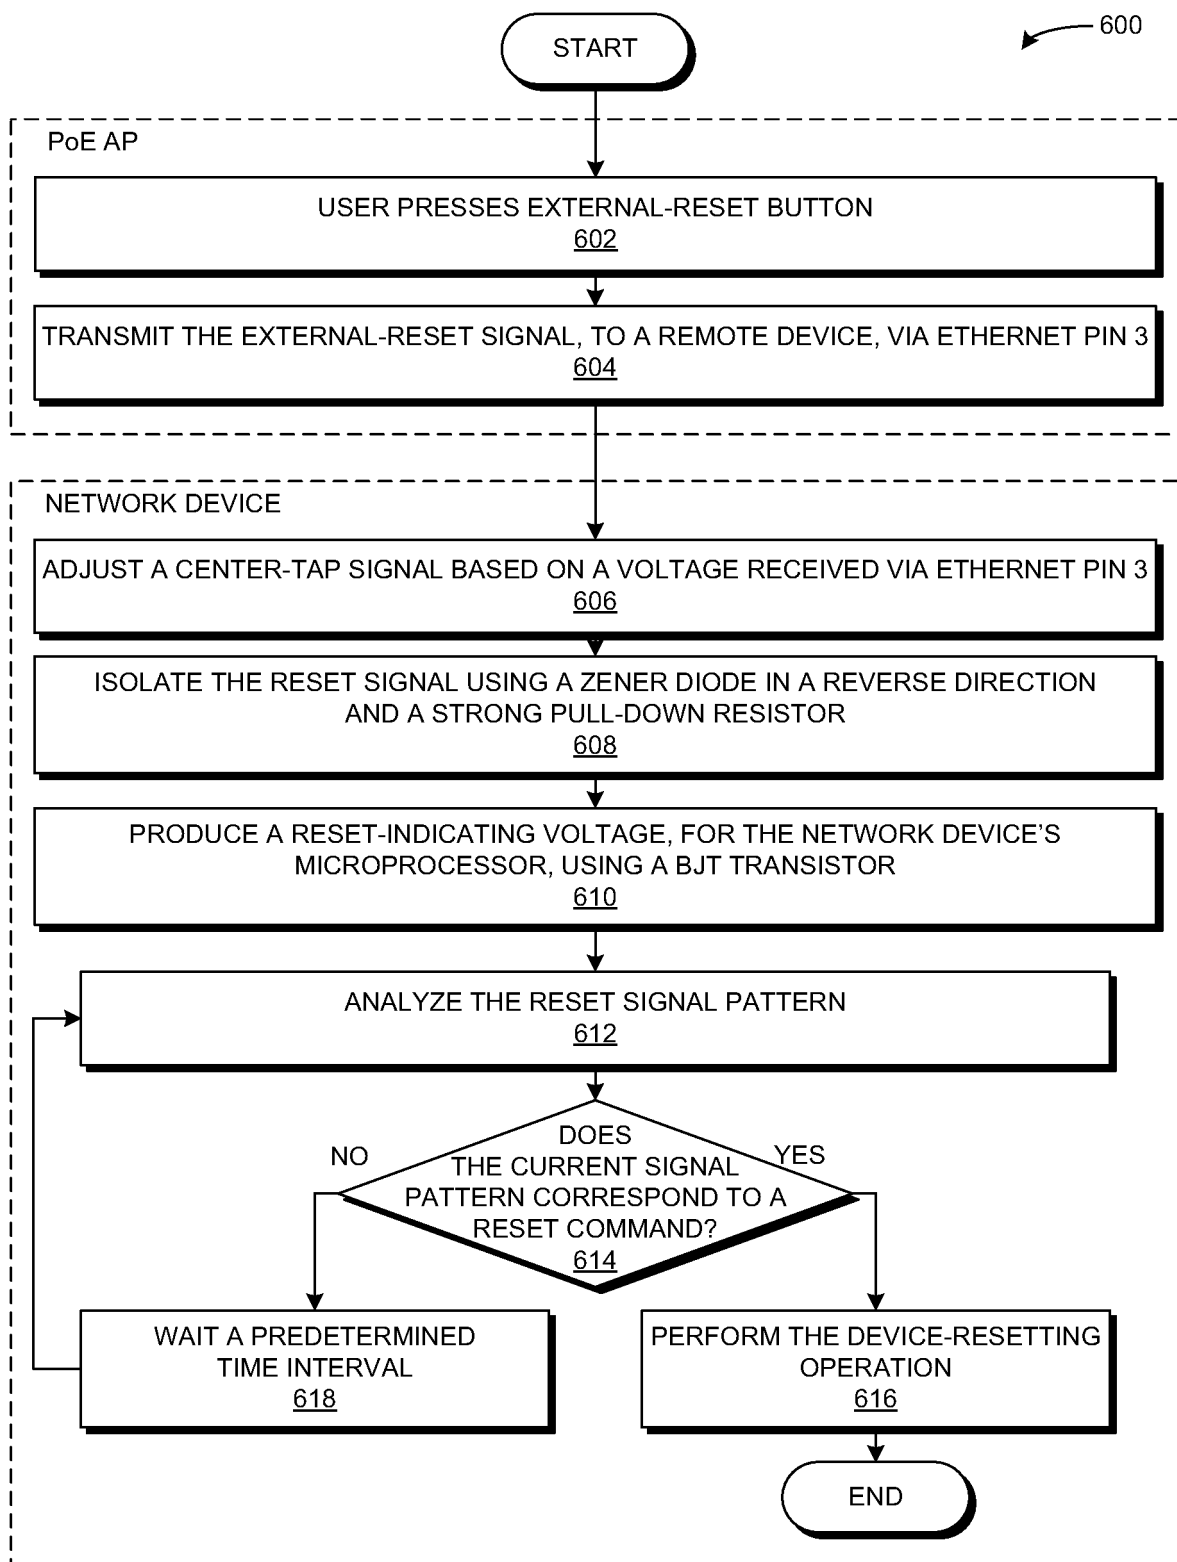 START
600
PoE AP
USER PRESSES EXTERNAL-RESET BUTTON
602
TRANSMIT THE EXTERNAL-RESET SIGNAL, TO A REMOTE DEVICE, VIA ETHERNET PIN 3
604
NETWORK DEVICE
ADJUST A CENTER-TAP SIGNAL BASED ON A VOLTAGE RECEIVED VIA ETHERNET PIN 3
606
ISOLATE THE RESET SIGNAL USING A ZENER DIODE IN A REVERSE DIRECTION
AND A STRONG PULL-DOWN RESISTOR
608
PRODUCE A RESET-INDICATING VOLTAGE, FOR THE NETWORK DEVICE’S
MICROPROCESSOR, USING A BJT TRANSISTOR
610
ANALYZE THE RESET SIGNAL PATTERN
612
DOES
THE CURRENT SIGNAL
PATTERN CORRESPOND TO A
RESET COMMAND?
614
NO
YES
WAIT A PREDETERMINED
TIME INTERVAL
618
PERFORM THE DEVICE-RESETTING
OPERATION
616
END